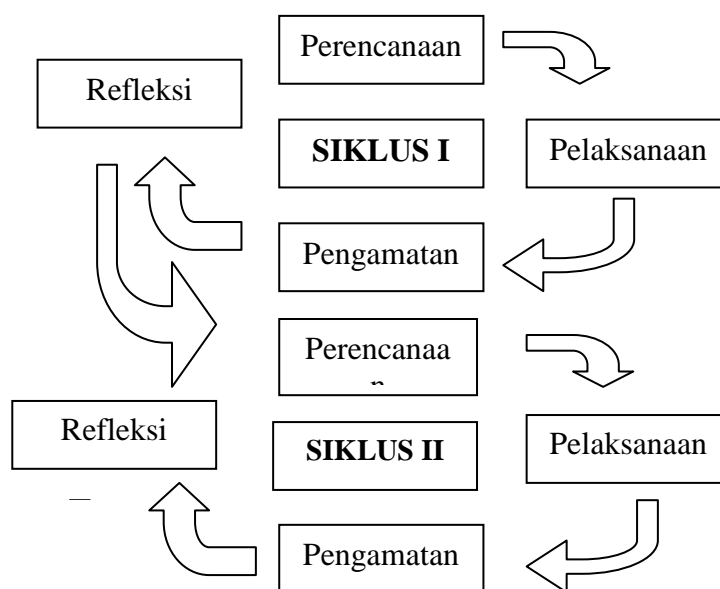 Perencanaan
Refleksi
SIKLUS I
Pelaksanaan
Pengamatan
Perencanaa
n
Refleksi
SIKLUS II
Pelaksanaan
Pengamatan